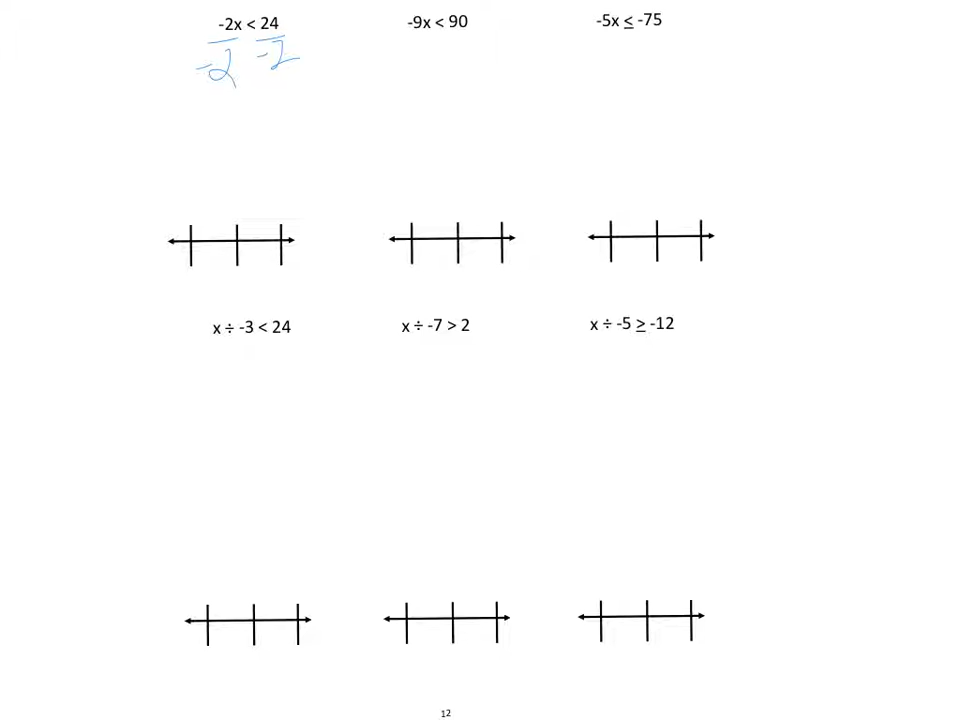 -2x < 24 -9x < 90 -5x ≤ -75
-2 -2
x ÷ -3 < 24 x ÷ -7 > 2 x ÷ -5 ≥ -12
12